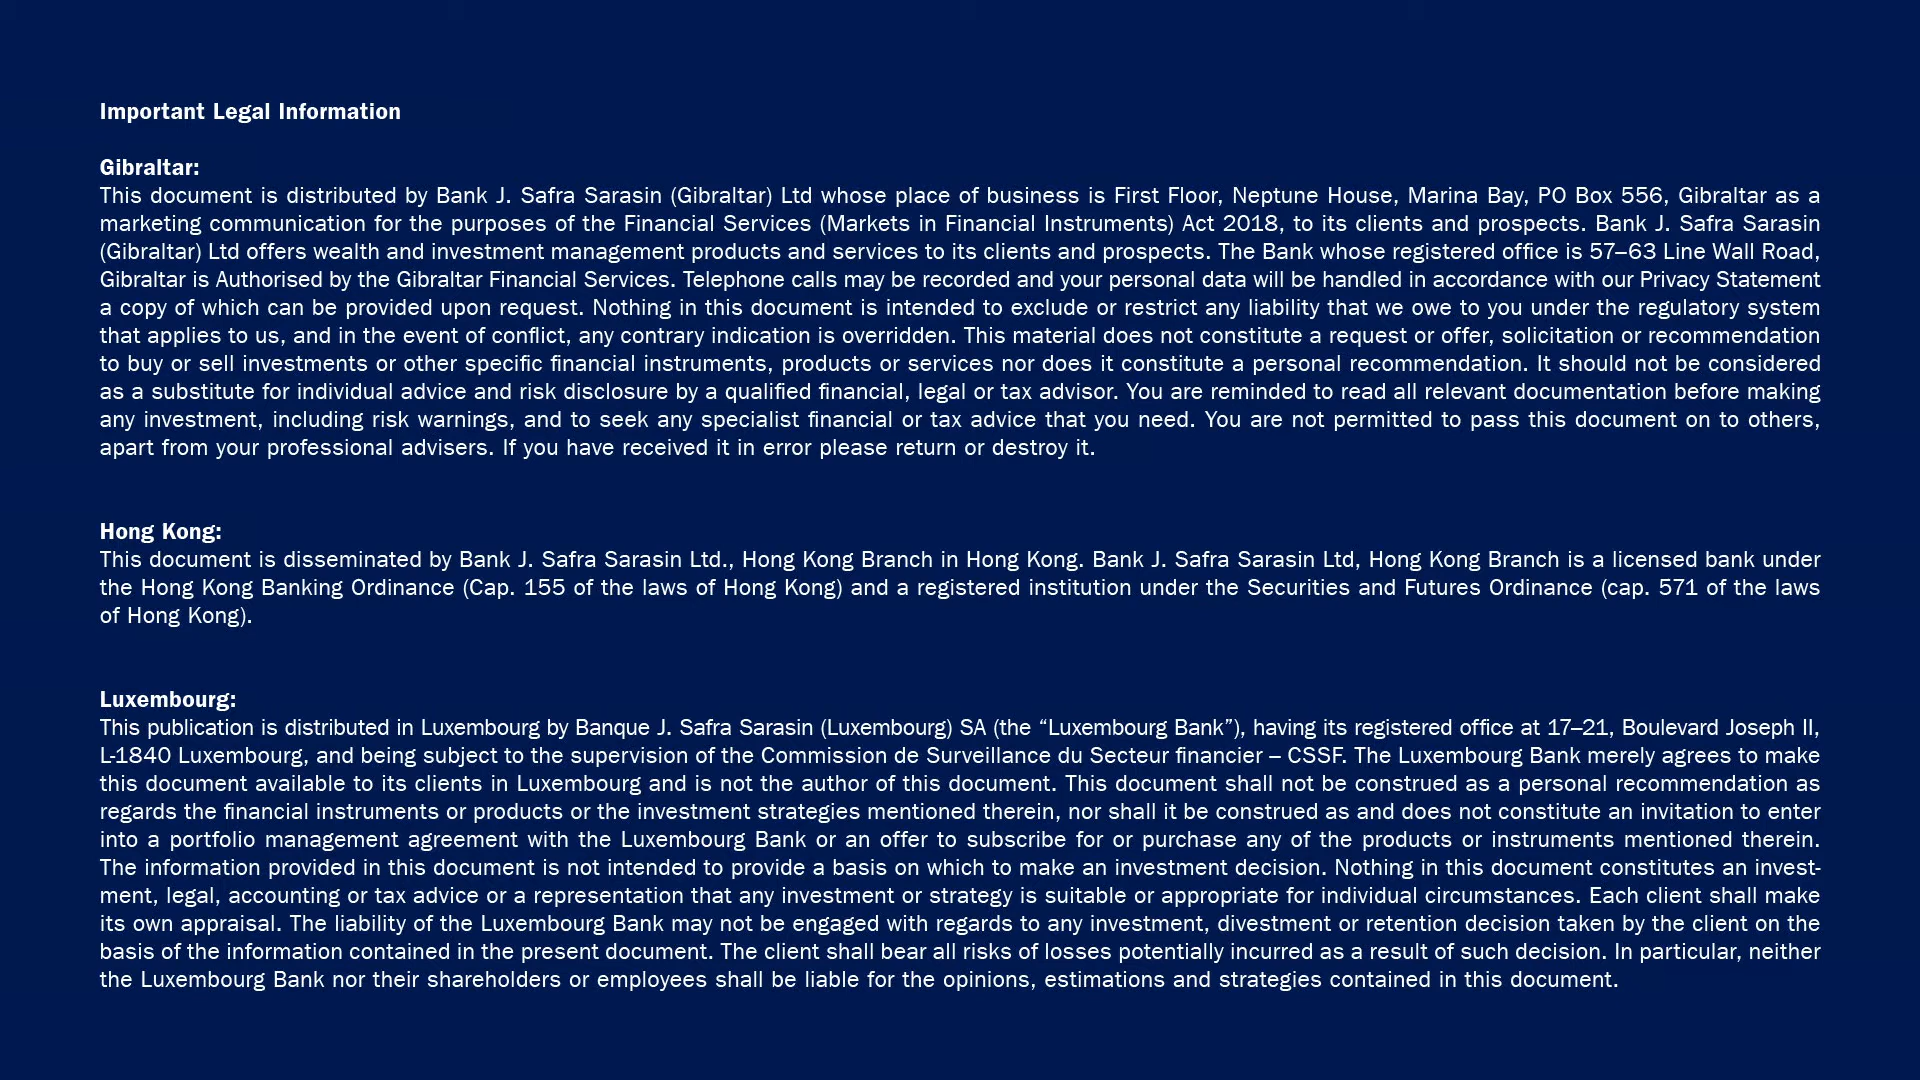 Important Legal Information
Gibraltar:
This document is distributed by Bank J. Safra Sarasin (Gibraltar) Ltd whose place of business is First Floor, Neptune House, Marina Bay, PO Box 556, Gibraltar as a
marketing communication for the purposes of the Financial Services (Markets in Financial Instruments) Act 2018, to its clients and prospects. Bank J. Safra Sarasin
(Gibraltar) Ltd offers wealth and investment management products and services to its clients and prospects. The Bank whose registered office is 57–63 Line Wall Road,
Gibraltar is Authorised by the Gibraltar Financial Services. Telephone calls may be recorded and your personal data will be handled in accordance with our Privacy Statement
a copy of which can be provided upon request. Nothing in this document is intended to exclude or restrict any liability that we owe to you under the regulatory system
that applies to us, and in the event of conflict, any contrary indication is overridden. This material does not constitute a request or offer, solicitation or recommendation
to buy or sell investments or other specific financial instruments, products or services nor does it constitute a personal recommendation. It should not be considered
as a substitute for individual advice and risk disclosure by a qualified financial, legal or tax advisor. You are reminded to read all relevant documentation before making
any investment, including risk warnings, and to seek any specialist financial or tax advice that you need. You are not permitted to pass this document on to others,
apart from your professional advisers. If you have received it in error please return or destroy it.
Hong Kong:
This document is disseminated by Bank J. Safra Sarasin Ltd., Hong Kong Branch in Hong Kong. Bank J. Safra Sarasin Ltd, Hong Kong Branch is a licensed bank under
the Hong Kong Banking Ordinance (Cap. 155 of the laws of Hong Kong) and a registered institution under the Securities and Futures Ordinance (cap. 571 of the laws
of Hong Kong).
Luxembourg:
This publication is distributed in Luxembourg by Banque J. Safra Sarasin (Luxembourg) SA (the “Luxembourg Bank”), having its registered office at 17–21, Boulevard Joseph II,
L-1840 Luxembourg, and being subject to the supervision of the Commission de Surveillance du Secteur financier – CSSF. The Luxembourg Bank merely agrees to make
this document available to its clients in Luxembourg and is not the author of this document. This document shall not be construed as a personal recommendation as
regards the financial instruments or products or the investment strategies mentioned therein, nor shall it be construed as and does not constitute an invitation to enter
into a portfolio management agreement with the Luxembourg Bank or an offer to subscribe for or purchase any of the products or instruments mentioned therein.
The information provided in this document is not intended to provide a basis on which to make an investment decision. Nothing in this document constitutes an invest-
ment, legal, accounting or tax advice or a representation that any investment or strategy is suitable or appropriate for individual circumstances. Each client shall make
its own appraisal. The liability of the Luxembourg Bank may not be engaged with regards to any investment, divestment or retention decision taken by the client on the
basis of the information contained in the present document. The client shall bear all risks of losses potentially incurred as a result of such decision. In particular, neither
the Luxembourg Bank nor their shareholders or employees shall be liable for the opinions, estimations and strategies contained in this document.